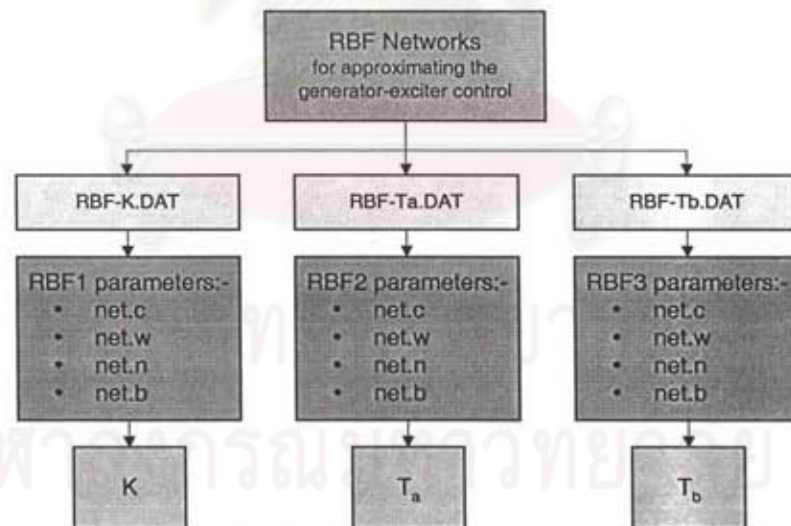 RBF Networks
for approximating the
generator-exciter control
RBF-K.DAT
RBF-Ta.DAT
RBF-Tb.DAT
RBF1 parameters:-
• net.c
• net.w
• net.n
• net.b
RBF2 parameters:-
• net.c
• net.w
• net.n
• net.b
RBF3 parameters:-
• net.c
• net.w
• net.n
• net.b
K
Ta
Tb